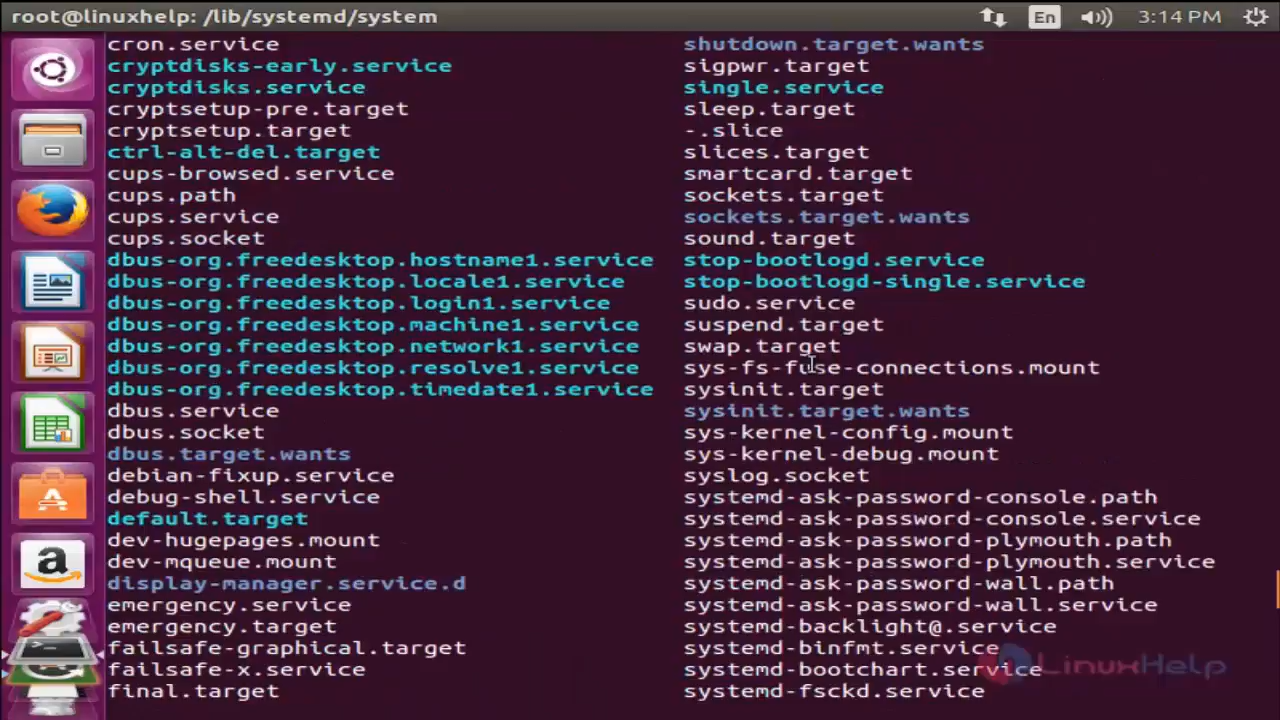 root@linuxhelp: /lib/systemd/system
En
3:14 PM
cron.service
cryptdisks-early.service
cryptdisks.service
cryptsetup-pre.target
cryptsetup.target
ctrl-alt-del.target
cups-browsed.service
cups.path
cups.service
cups.socket
dbus-org.freedesktop.hostname1.service
dbus-org.freedesktop.locale1.service
dbus-org.freedesktop.login1.service
dbus-org.freedesktop.machine1.service
dbus-org.freedesktop.network1.service
dbus-org.freedesktop.resolve1.service
dbus-org.freedesktop.timedate1.service
dbus.service
dbus.socket
dbus.target.wants
debian-fixup.service
debug-shell.service
default.target
dev-hugepages.mount
dev-mqueue.mount
display-manager.service.d
emergency.service
emergency.target
failsafe-graphical.target
failsafe-x.service
final.target
shutdown.target.wants
sigpwr.target
single.service
sleep.target
-.slice
slices.target
smartcard.target
sockets.target
sockets.target.wants
sound.target
stop-bootlogd.service
stop-bootlogd-single.service
sudo.service
suspend.target
swap.target
sys-fs-fuse-connections.mount
sysinit.target
sysinit.target.wants
sys-kernel-config.mount
sys-kernel-debug.mount
syslog.socket
systemd-ask-password-console.path
systemd-ask-password-console.service
systemd-ask-password-plymouth.path
systemd-ask-password-plymouth.service
systemd-ask-password-wall.path
systemd-ask-password-wall.service
systemd-backlight@.service
systemd-binfmt.service
systemd-bootchart.service
systemd-fsckd.service
LinuxHelp